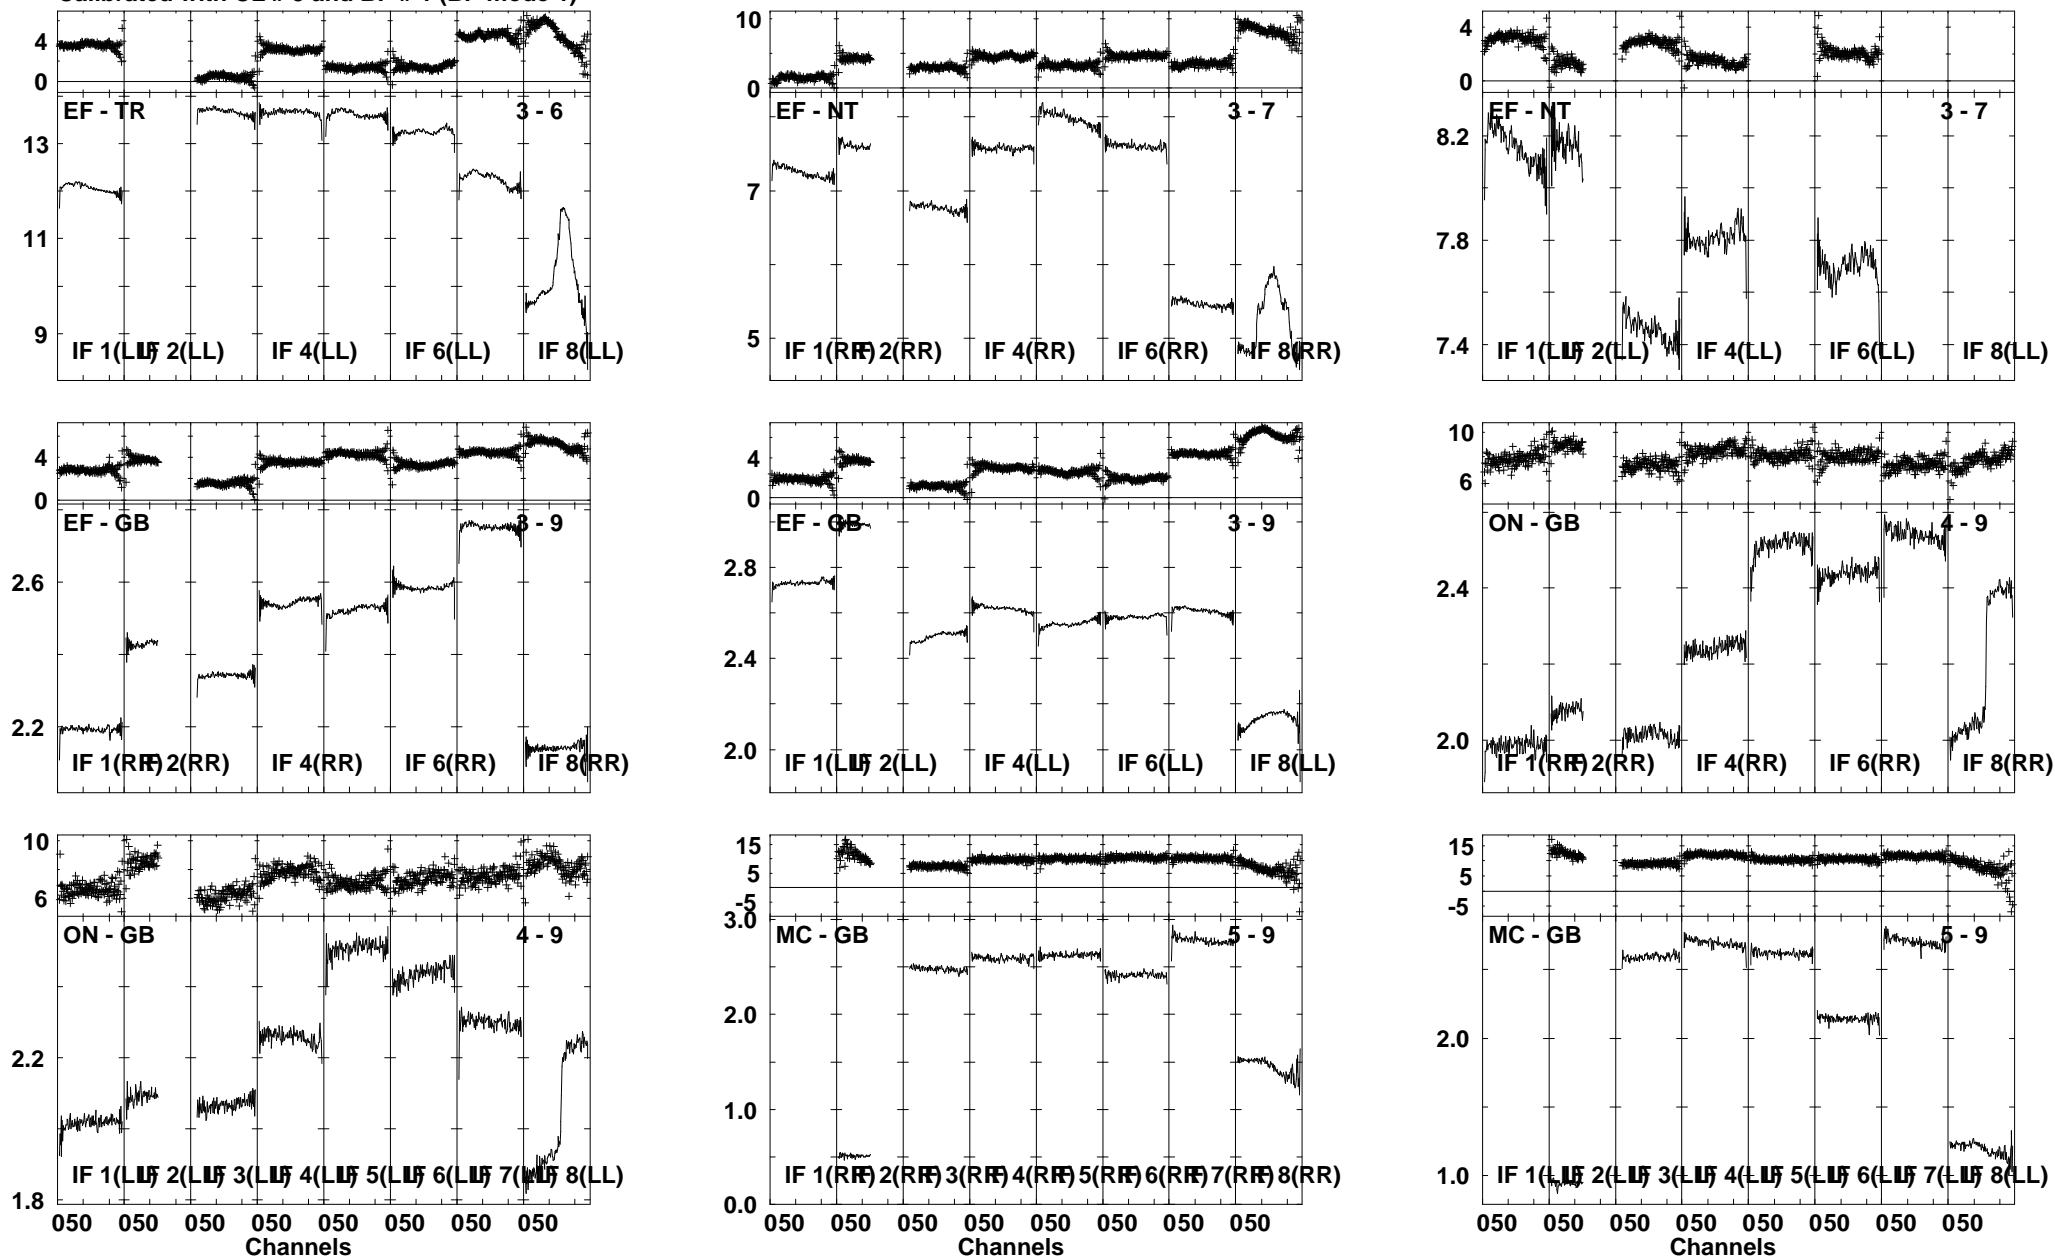 4
0
EF - TR
3 - 6
13
11
9
IF 1(LL) IF 2(LL) IF 4(LL) IF 6(LL) IF 8(LL)
10
5
0
EF - NT
3 - 7
7
5
IF 1(RR) IF 2(RR) IF 4(RR) IF 6(RR) IF 8(RR)
4
2
0
EF - NT
3 - 7
8.2
7.8
7.4
IF 1(LL) IF 2(LL) IF 4(LL) IF 6(LL) IF 8(LL)
4
0
EF - GB
3 - 9
2.6
2.2
IF 1(RR) IF 2(RR) IF 4(RR) IF 6(RR) IF 8(RR)
4
0
EF - GB
3 - 9
2.8
2.4
2.0
IF 1(LL) IF 2(LL) IF 4(LL) IF 6(LL) IF 8(LL)
10
6
ON - GB
4 - 9
2.4
2.0
IF 1(RR) IF 2(RR) IF 4(RR) IF 6(RR) IF 8(RR)
10
6
ON - GB
4 - 9
2.2
1.8
IF 1(LL) IF 2(LL) IF 3(LL) IF 4(LL) IF 5(LL) IF 6(LL) IF 7(LL) IF 8(LL)
050 050 050 050 050 050 050
Channels
15
5
-5
MC - GB
5 - 9
3.0
2.0
1.0
0.0
IF 1(RR) IF 2(RR) IF 3(RR) IF 4(RR) IF 5(RR) IF 6(RR) IF 7(RR) IF 8(RR)
050 050 050 050 050 050 050
Channels
15
5
-5
MC - GB
5 - 9
2.0
1.0
IF 1(LL) IF 2(LL) IF 3(LL) IF 4(LL) IF 5(LL) IF 6(LL) IF 7(LL) IF 8(LL)
050 050 050 050 050 050 050
Channels